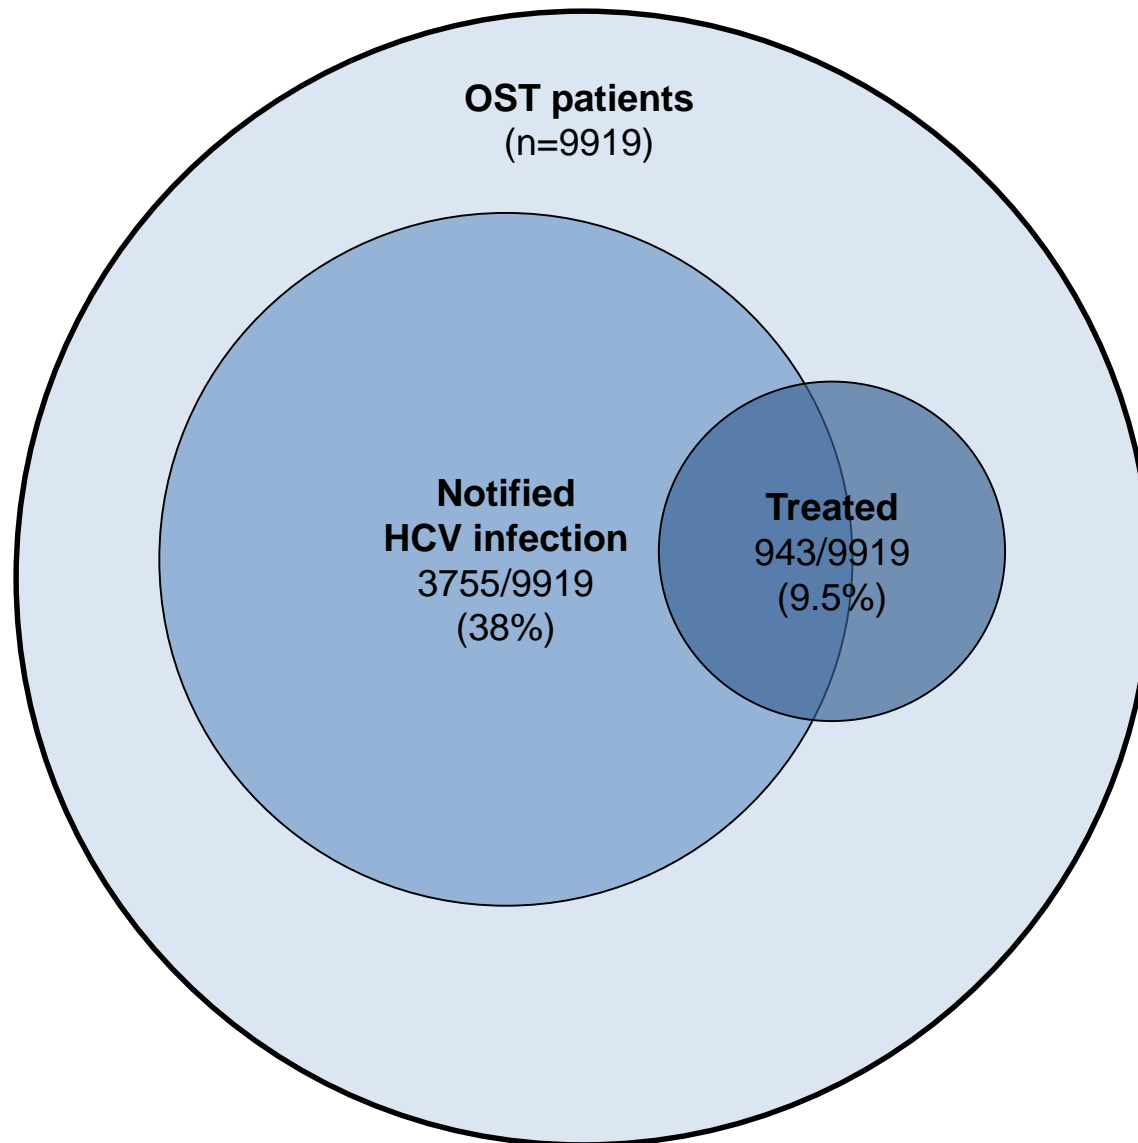 OST patients
(n=9919)
Notified
HCV infection
3755/9919
(38%)
Treated
943/9919
(9.5%)